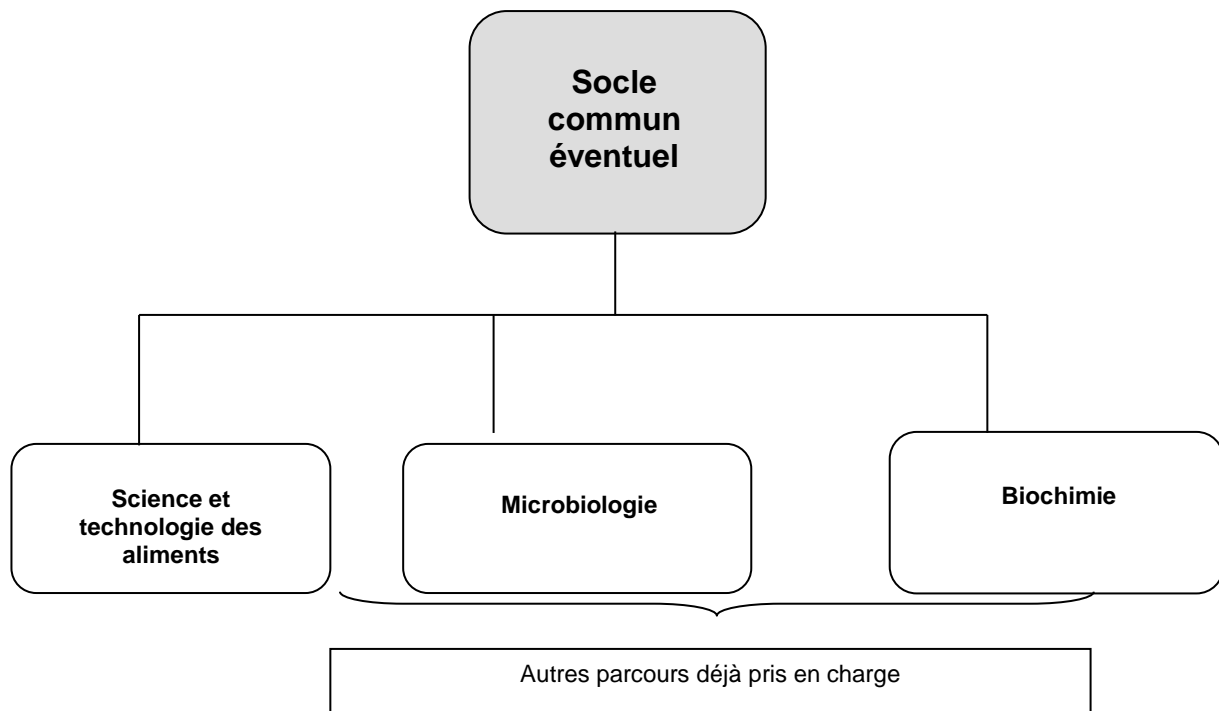 Socle
commun
éventuel
Science et
technologie des
aliments
Microbiologie
Biochimie
Autres parcours déjà pris en charge